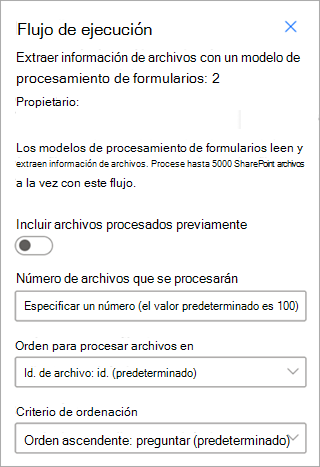 Flujo de ejecución
Extraer información de archivos con un modelo de
procesamiento de formularios: 2
Propietario:
Los modelos de procesamiento de formularios leen y
extraen información de archivos. Procese hasta 5000 SharePoint archivos
a la vez con este flujo.
Incluir archivos procesados previamente
Número de archivos que se procesarán
Especificar un número (el valor predeterminado es 100)
Orden para procesar archivos en
Id. de archivo: id. (predeterminado)
Criterio de ordenación
Orden ascendente: preguntar (predeterminado)